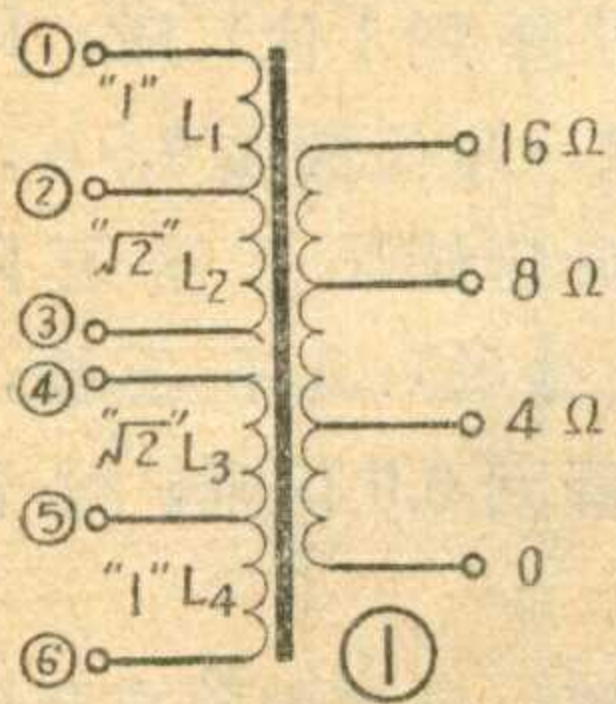 ①
"1" L₁
②
"√2" L₂
③
④
"√2" L₃
⑤
"1" L₄
⑥
16 Ω
8 Ω
4 Ω
0
①